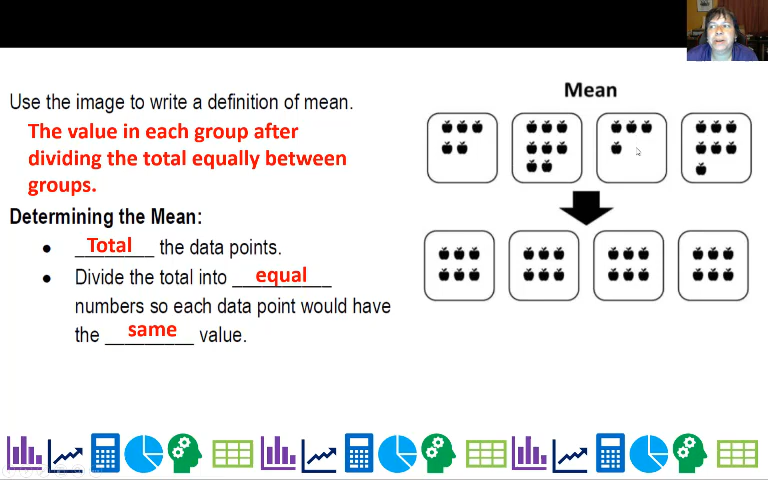 Mean
Use the image to write a definition of mean.
The value in each group after
dividing the total equally between
groups.
Determining the Mean:
• Total the data points.
• Divide the total into equal
numbers so each data point would have
the same value.